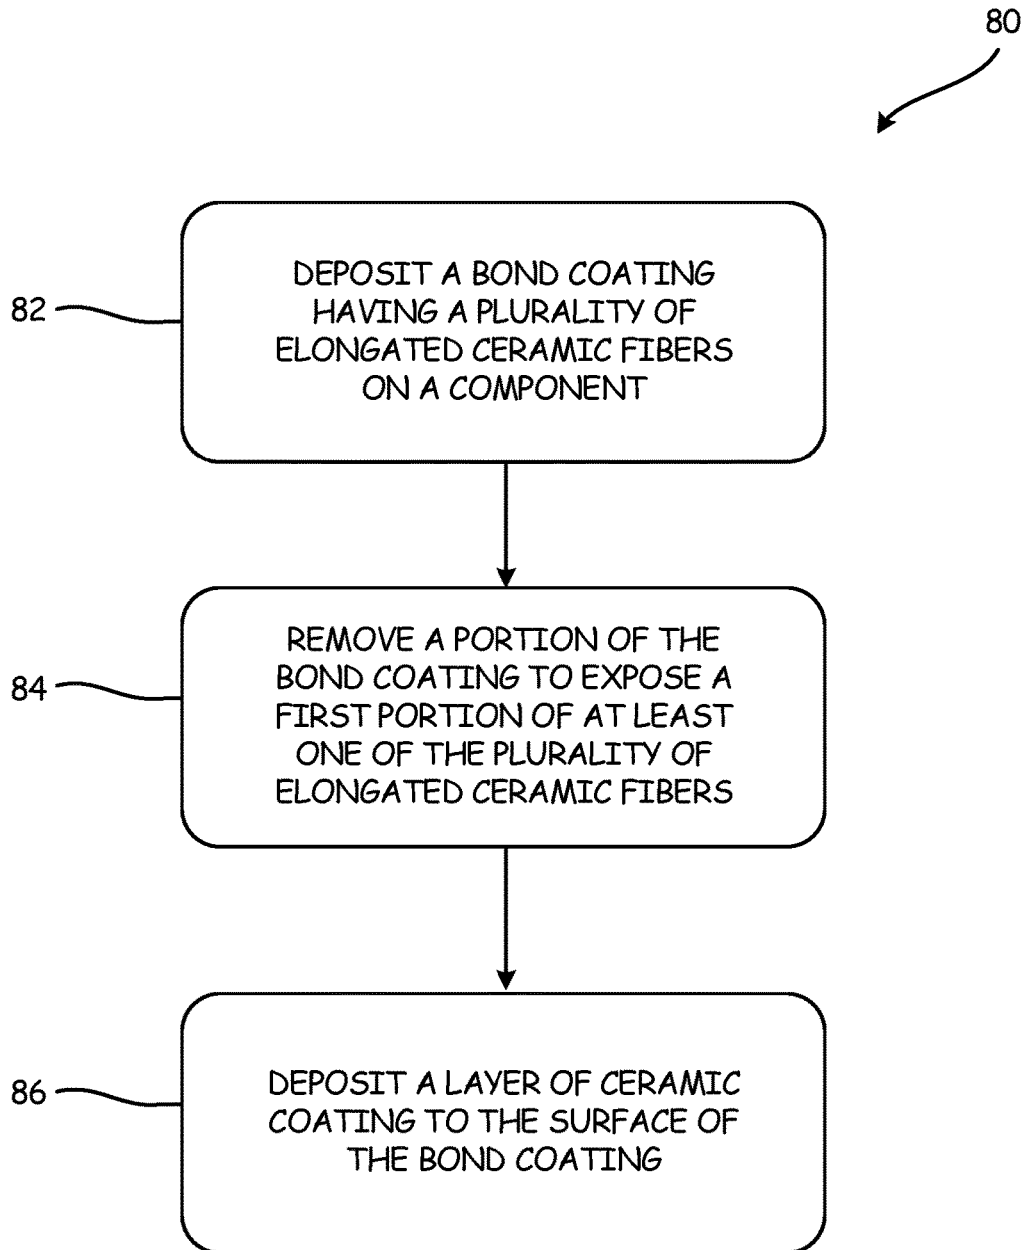 80
82
DEPOSIT A BOND COATING
HAVING A PLURALITY OF
ELONGATED CERAMIC FIBERS
ON A COMPONENT
84
REMOVE A PORTION OF THE
BOND COATING TO EXPOSE A
FIRST PORTION OF AT LEAST
ONE OF THE PLURALITY OF
ELONGATED CERAMIC FIBERS
86
DEPOSIT A LAYER OF CERAMIC
COATING TO THE SURFACE OF
THE BOND COATING